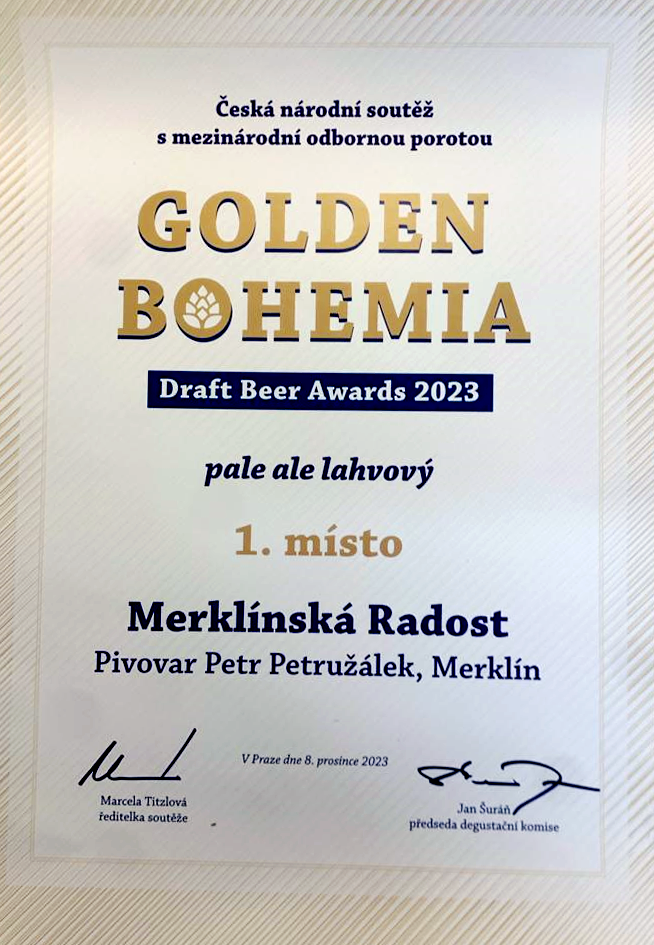 Česká národní soutěž
s mezinárodní odbornou porotou
GOLDEN
BOHEMIA
Draft Beer Awards 2023
pale ale lahvový
1. místo
Merklínská Radost
Pivovar Petr Petružálek, Merklín
V Praze dne 8. prosince 2023
Marcela Titzlová
ředitelka soutěže
Jan Šuráň
předseda degustační komise